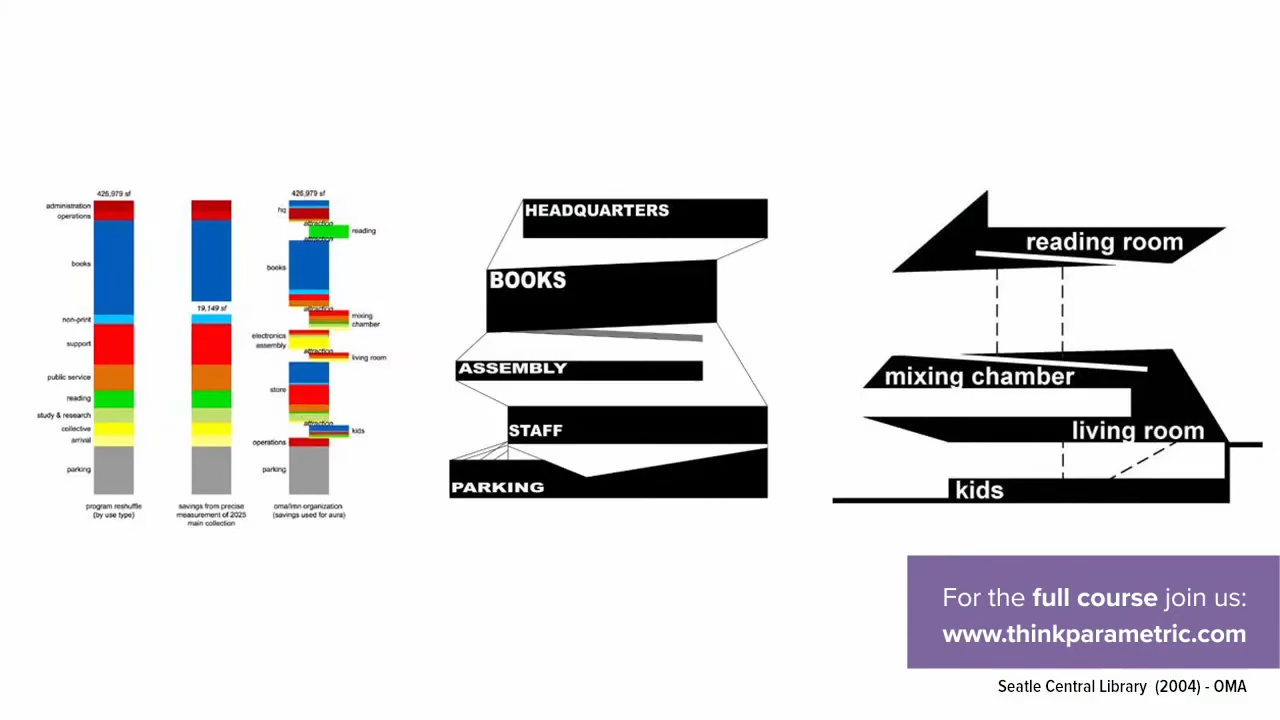 426,979 sf
administration
operations
books
non-print
support
public service
reading
study & research
collective
arrival
parking
program reshuffle
(by use type)
19,149 sf
savings from precise
measurement of 2025
main collection
426,979 sf
hq
attraction
reading
attraction
books
attraction
mixing
chamber
electronics
assembly
attraction
living room
store
attraction
kids
operations
parking
oma/lmn organization
(savings used for aura)
HEADQUARTERS
BOOKS
ASSEMBLY
STAFF
PARKING
reading room
mixing chamber
living room
kids
For the full course join us:
www.thinkparametric.com
Seatle Central Library (2004) - OMA